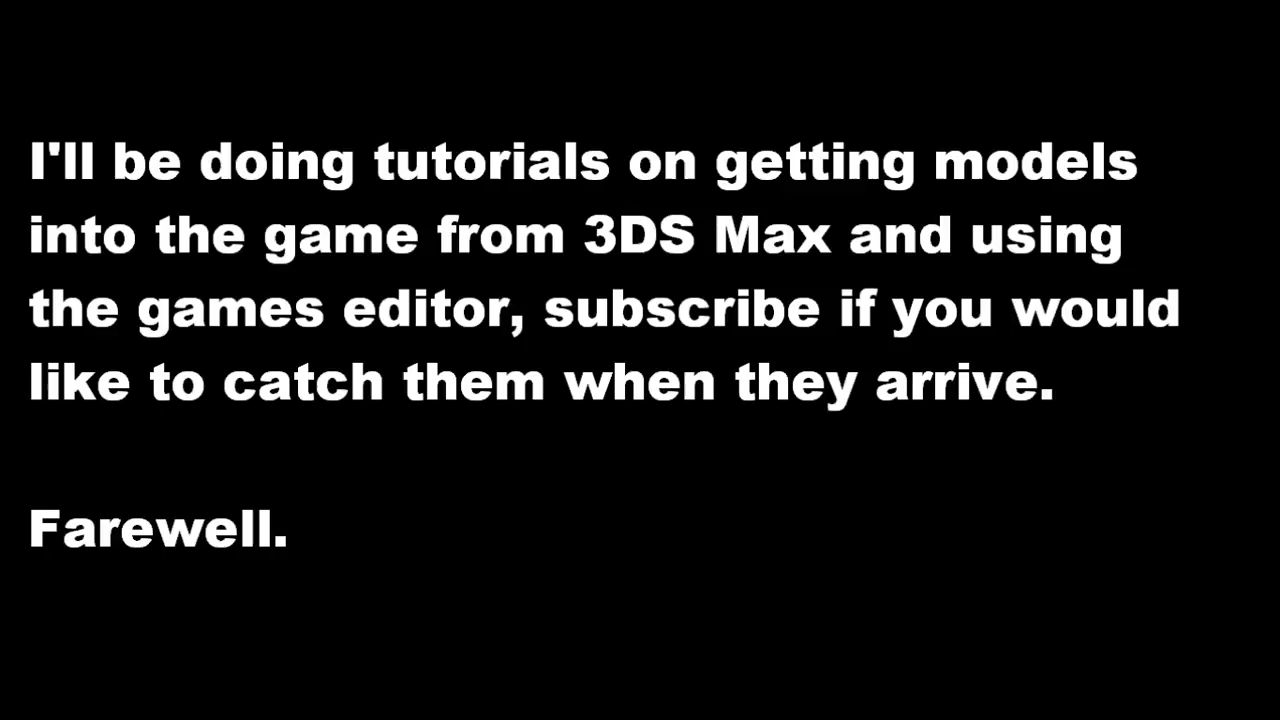 I'll be doing tutorials on getting models
into the game from 3DS Max and using
the games editor, subscribe if you would
like to catch them when they arrive.
Farewell.